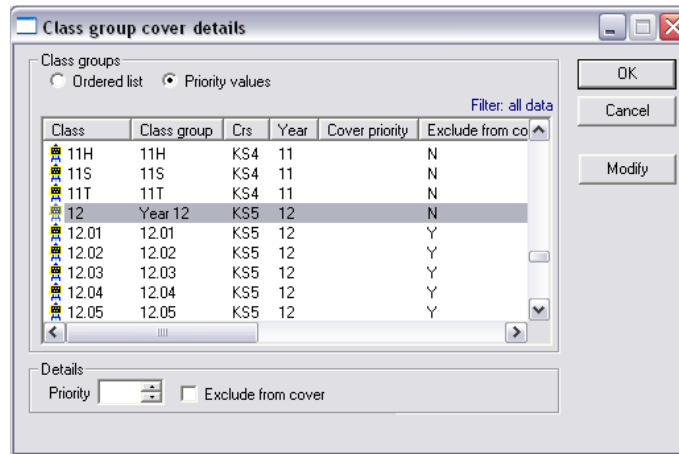 Class group cover details
Class groups
Ordered list Priority values
Filter: all data
Class Class group Crs Year Cover priority Exclude from co
11H 11H KS4 11 N
11S 11S KS4 11 N
11T 11T KS4 11 N
12 Year 12 KS5 12 N
12.01 12.01 KS5 12 Y
12.02 12.02 KS5 12 Y
12.03 12.03 KS5 12 Y
12.04 12.04 KS5 12 Y
12.05 12.05 KS5 12 Y
Details
Priority Exclude from cover
OK
Cancel
Modify